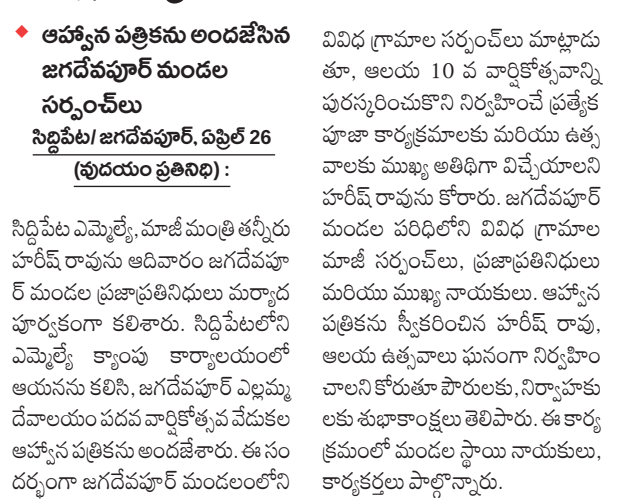 ఆహ్వాన పత్రికను అందజేసిన
జగదేవపూర్ మండల
సర్పంచ్‌లు
సిద్దిపేట/ జగదేవపూర్, ఏప్రిల్ 26
(వుదయం ప్రతినిధి) :
సిద్దిపేట ఎమ్మెల్యే, మాజీ మంత్రి తన్నీరు
హరీష్ రావును ఆదివారం జగదేవపూ
ర్ మండల ప్రజాప్రతినిధులు మర్యాద
పూర్వకంగా కలిశారు. సిద్దిపేటలోని
ఎమ్మెల్యే క్యాంపు కార్యాలయంలో
ఆయనను కలిసి, జగదేవపూర్ ఎల్లమ్మ
దేవాలయం పదవ వార్షికోత్సవ వేడుకల
ఆహ్వాన పత్రికను అందజేశారు. ఈ సం
దర్భంగా జగదేవపూర్ మండలంలోని
వివిధ గ్రామాల సర్పంచ్‌లు మాట్లాడు
తూ, ఆలయ 10 వ వార్షికోత్సవాన్ని
పురస్కరించుకొని నిర్వహించే ప్రత్యేక
పూజా కార్యక్రమాలకు మరియు ఉత్స
వాలకు ముఖ్య అతిథిగా విచ్చేయాలని
హరీష్ రావును కోరారు. జగదేవపూర్
మండల పరిధిలోని వివిధ గ్రామాల
మాజీ సర్పంచ్‌లు, ప్రజాప్రతినిధులు
మరియు ముఖ్య నాయకులు. ఆహ్వాన
పత్రికను స్వీకరించిన హరీష్ రావు,
ఆలయ ఉత్సవాలు ఘనంగా నిర్వహిం
చాలని కోరుతూ పౌరులకు, నిర్వాహకు
లకు శుభాకాంక్షలు తెలిపారు. ఈ కార్య
క్రమంలో మండల స్థాయి నాయకులు,
కార్యకర్తలు పాల్గొన్నారు.